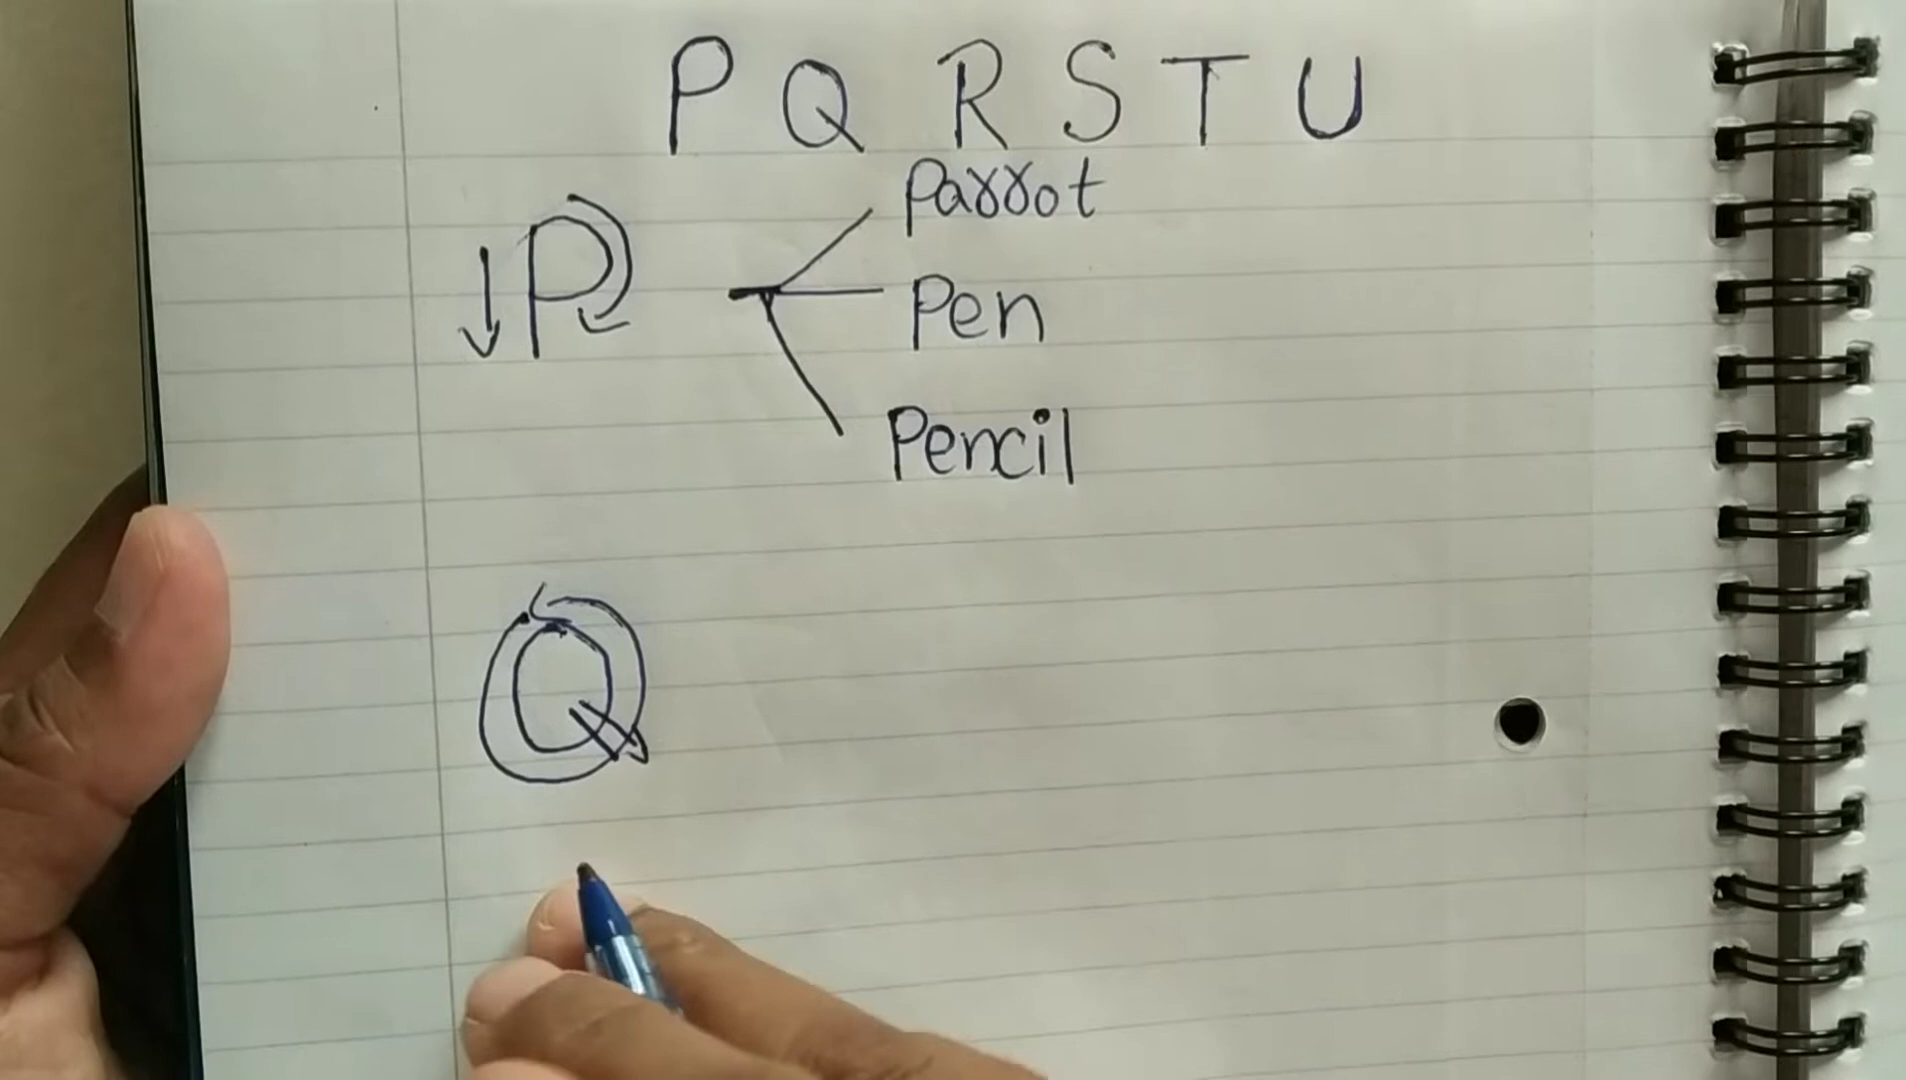 P Q R S T U
P
Parrot
Pen
Pencil
Q